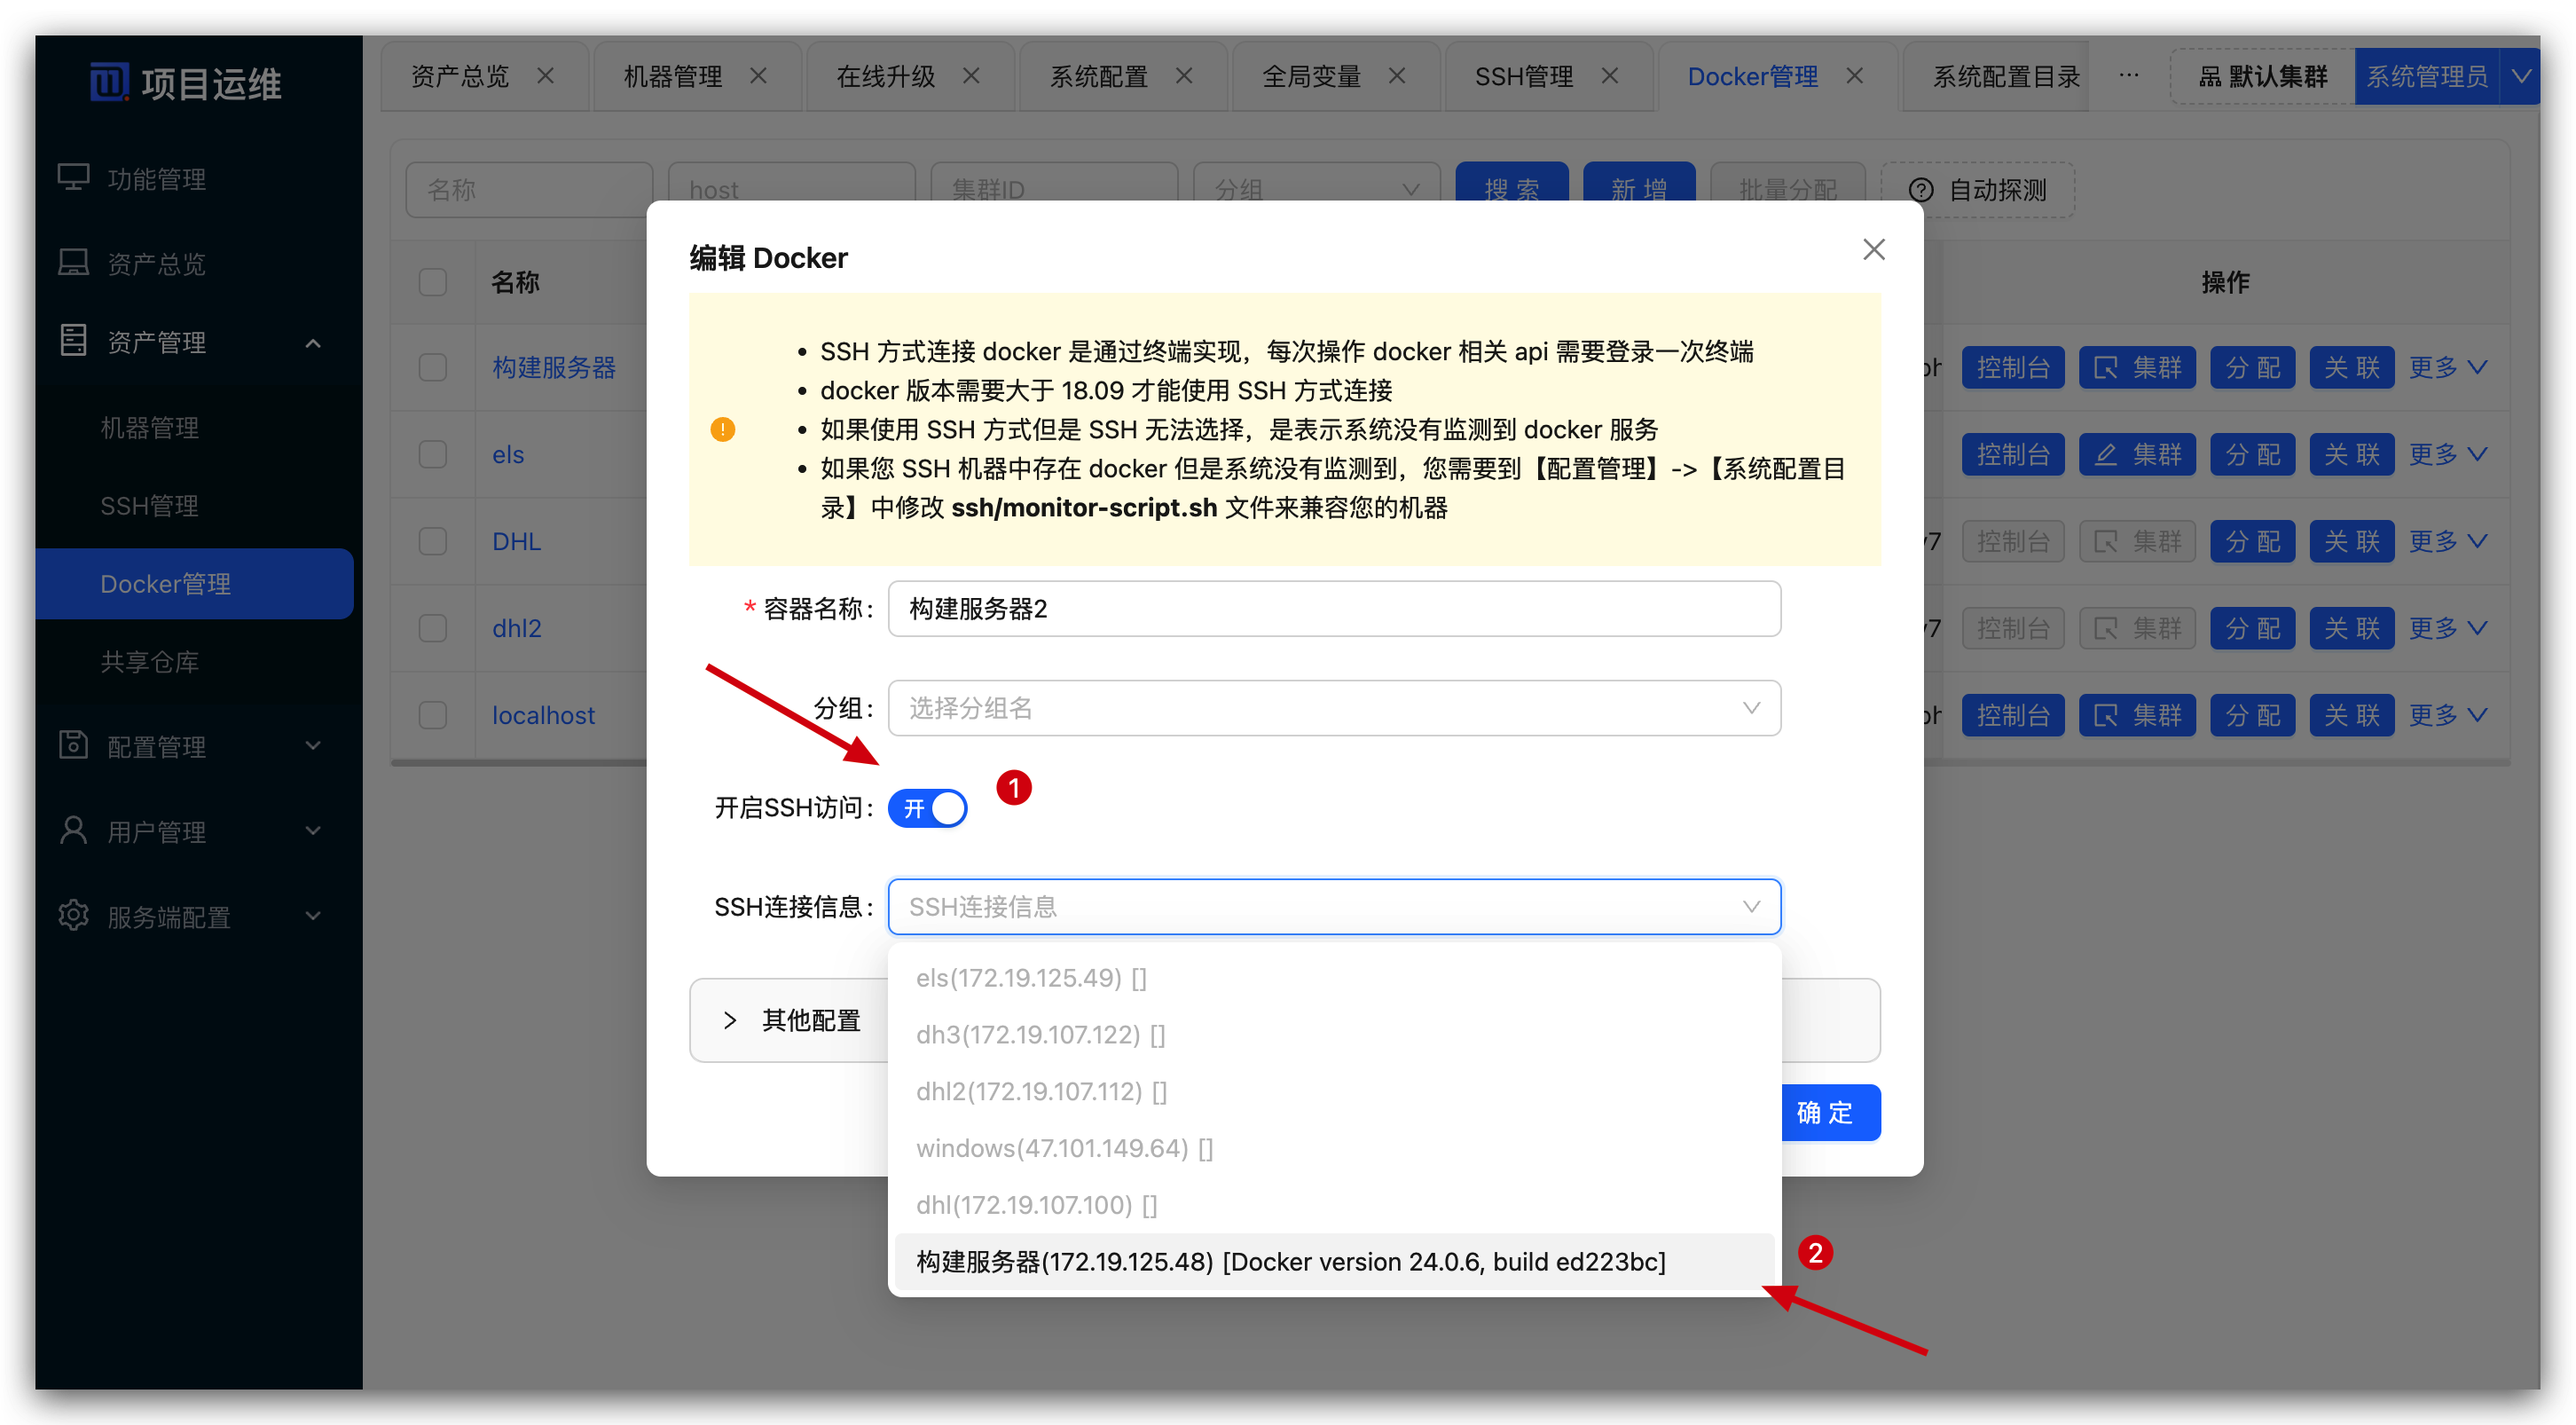 项目运维
资产总览
机器管理
在线升级
系统配置
全局变量
SSH管理
Docker管理
系统配置目录
···
默认集群
系统管理员
功能管理
资产总览
资产管理
机器管理
SSH管理
Docker管理
共享仓库
配置管理
用户管理
服务端配置
名称
host
集群ID
分组
搜 索
新 增
批量分配
自动探测
名称
操作
构建服务器
控制台 集群 分 配 关 联 更多
els
控制台 集群 分 配 关 联 更多
DHL
控制台 集群 分 配 关 联 更多
dhl2
控制台 集群 分 配 关 联 更多
localhost
控制台 集群 分 配 关 联 更多
编辑 Docker
• SSH 方式连接 docker 是通过终端实现，每次操作 docker 相关 api 需要登录一次终端
• docker 版本需要大于 18.09 才能使用 SSH 方式连接
• 如果使用 SSH 方式但是 SSH 无法选择，是表示系统没有监测到 docker 服务
• 如果您 SSH 机器中存在 docker 但是系统没有监测到，您需要到【配置管理】->【系统配置目
录】中修改 ssh/monitor-script.sh 文件来兼容您的机器
* 容器名称: 构建服务器2
分组: 选择分组名
开启SSH访问: 开
1
SSH连接信息: SSH连接信息
els(172.19.125.49) []
dh3(172.19.107.122) []
dhl2(172.19.107.112) []
windows(47.101.149.64) []
dhl(172.19.107.100) []
构建服务器(172.19.125.48) [Docker version 24.0.6, build ed223bc]
2
其他配置
确 定